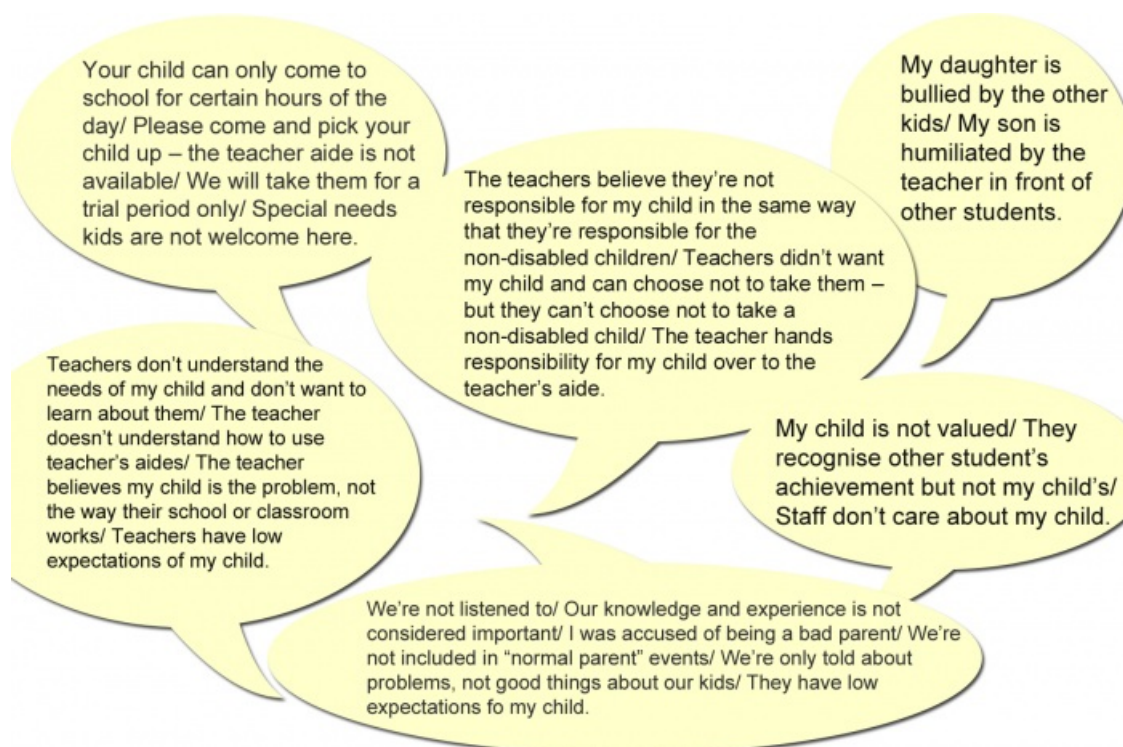 Your child can only come to
school for certain hours of the
day/ Please come and pick your
child up – the teacher aide is not
available/ We will take them for a
trial period only/ Special needs
kids are not welcome here.
My daughter is
bullied by the other
kids/ My son is
humiliated by the
teacher in front of
other students.
The teachers believe they're not
responsible for my child in the same way
that they're responsible for the
non-disabled children/ Teachers didn't want
my child and can choose not to take them –
but they can't choose not to take a
non-disabled child/ The teacher hands
responsibility for my child over to the
teacher's aide.
Teachers don't understand the
needs of my child and don't want to
learn about them/ The teacher
doesn't understand how to use
teacher's aides/ The teacher
believes my child is the problem, not
the way their school or classroom
works/ Teachers have low
expectations of my child.
My child is not valued/ They
recognise other student's
achievement but not my child's/
Staff don't care about my child.
We're not listened to/ Our knowledge and experience is not
considered important/ I was accused of being a bad parent/ We're
not included in “normal parent” events/ We're only told about
problems, not good things about our kids/ They have low
expectations fo my child.